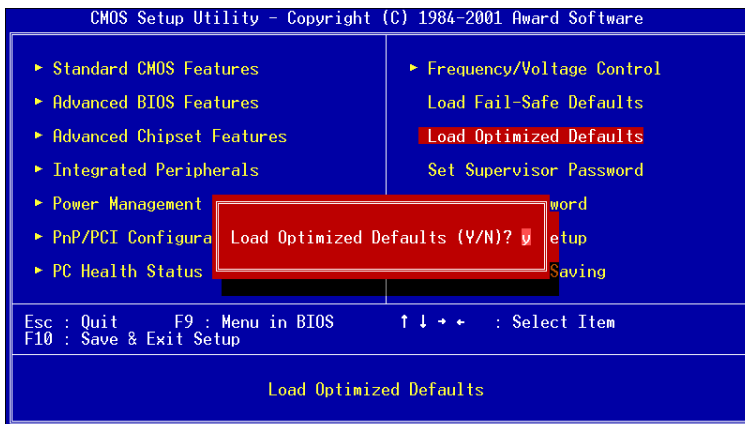 CMOS Setup Utility - Copyright (C) 1984-2001 Award Software
► Standard CMOS Features
► Advanced BIOS Features
► Advanced Chipset Features
► Integrated Peripherals
► Power Management
► PnP/PCI Configura
► PC Health Status
► Frequency/Voltage Control
Load Fail-Safe Defaults
Load Optimized Defaults
Set Supervisor Password
word
etup
Saving
Load Optimized Defaults (Y/N)? y
Esc : Quit F9 : Menu in BIOS ↑ ↓ → ← : Select Item
F10 : Save & Exit Setup
Load Optimized Defaults